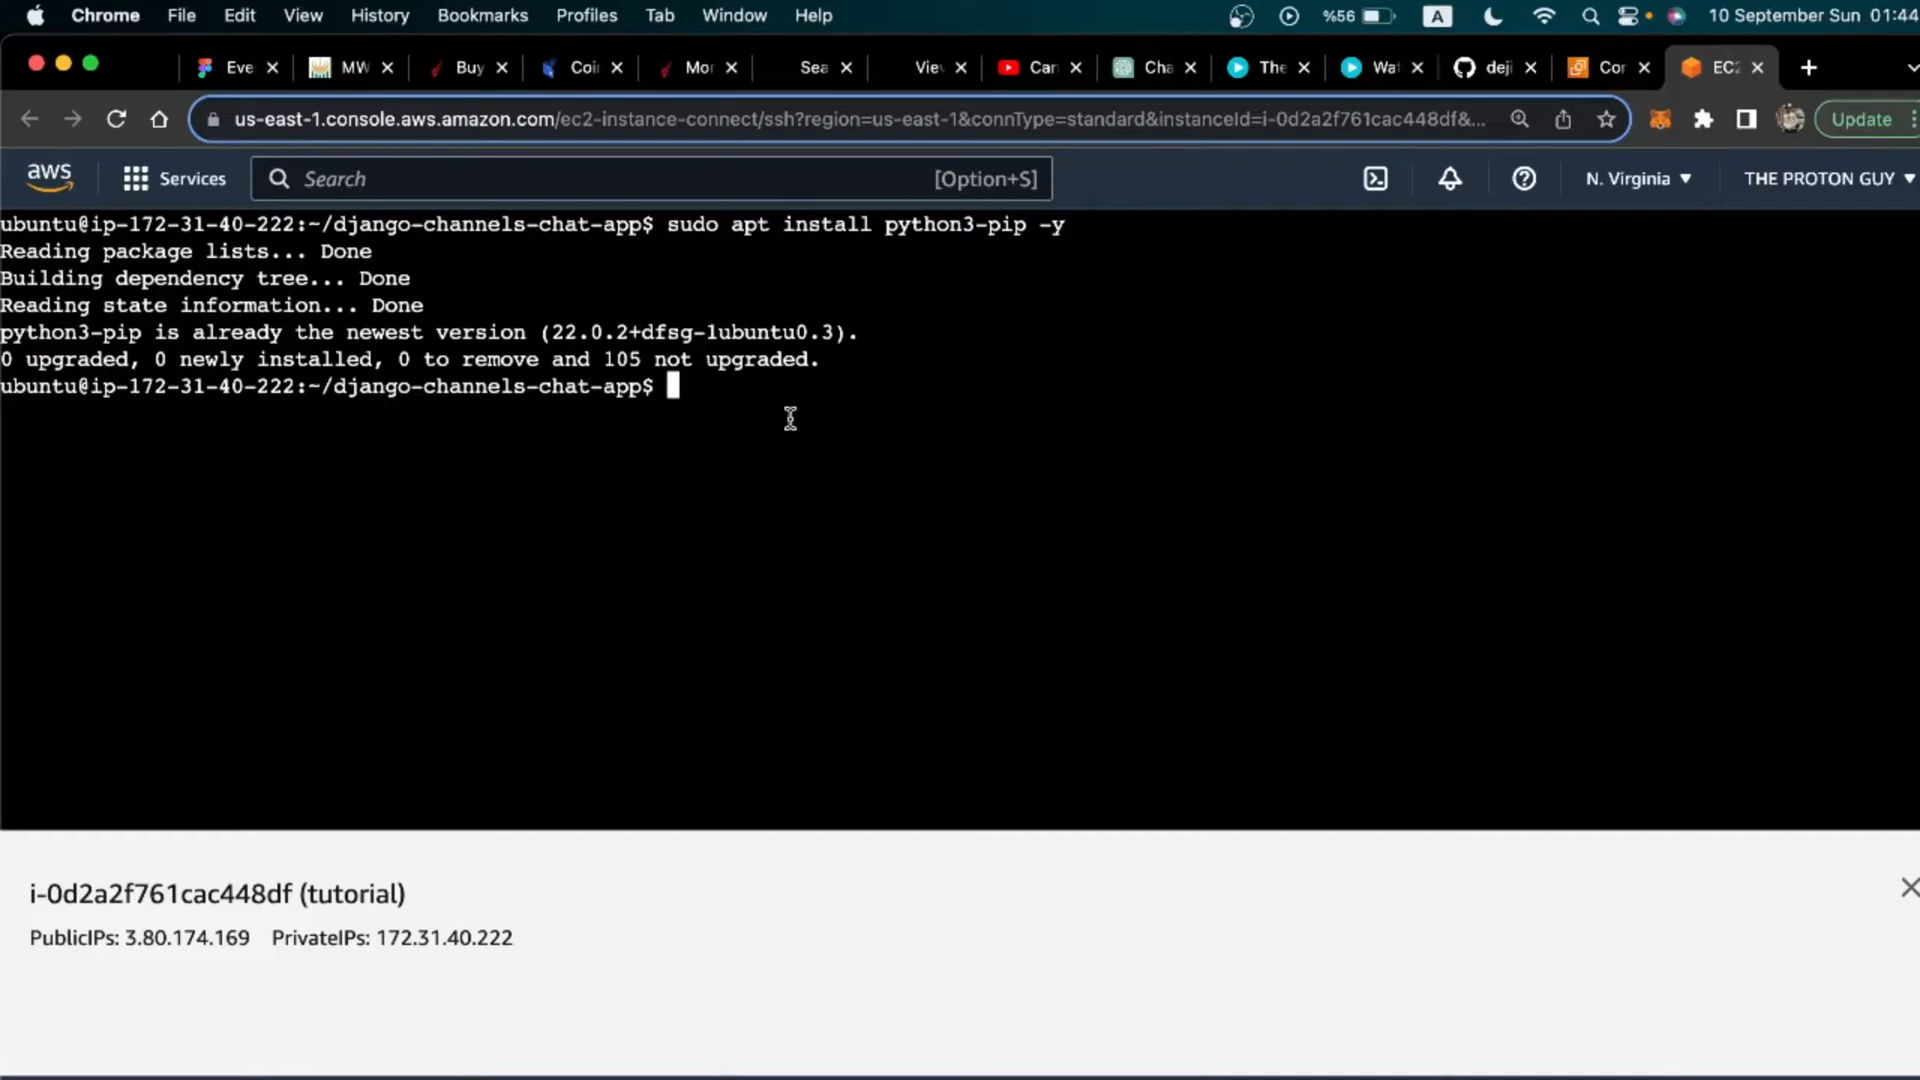 Chrome File Edit View History Bookmarks Profiles Tab Window Help %56 A 10 September Sun 01:44
Eve MW Buy Coin Mor Sea Viev Car Cha The Wat deji Cor EC2
us-east-1.console.aws.amazon.com/ec2-instance-connect/ssh?region=us-east-1&connType=standard&instanceId=i-0d2a2f761cac448df&... Update
aws Services Search [Option+S] N. Virginia THE PROTON GUY
ubuntu@ip-172-31-40-222:~/django-channels-chat-app$ sudo apt install python3-pip -y
Reading package lists... Done
Building dependency tree... Done
Reading state information... Done
python3-pip is already the newest version (22.0.2+dfsg-1ubuntu0.3).
0 upgraded, 0 newly installed, 0 to remove and 105 not upgraded.
ubuntu@ip-172-31-40-222:~/django-channels-chat-app$
i-0d2a2f761cac448df (tutorial)
PublicIPs: 3.80.174.169 PrivateIPs: 172.31.40.222